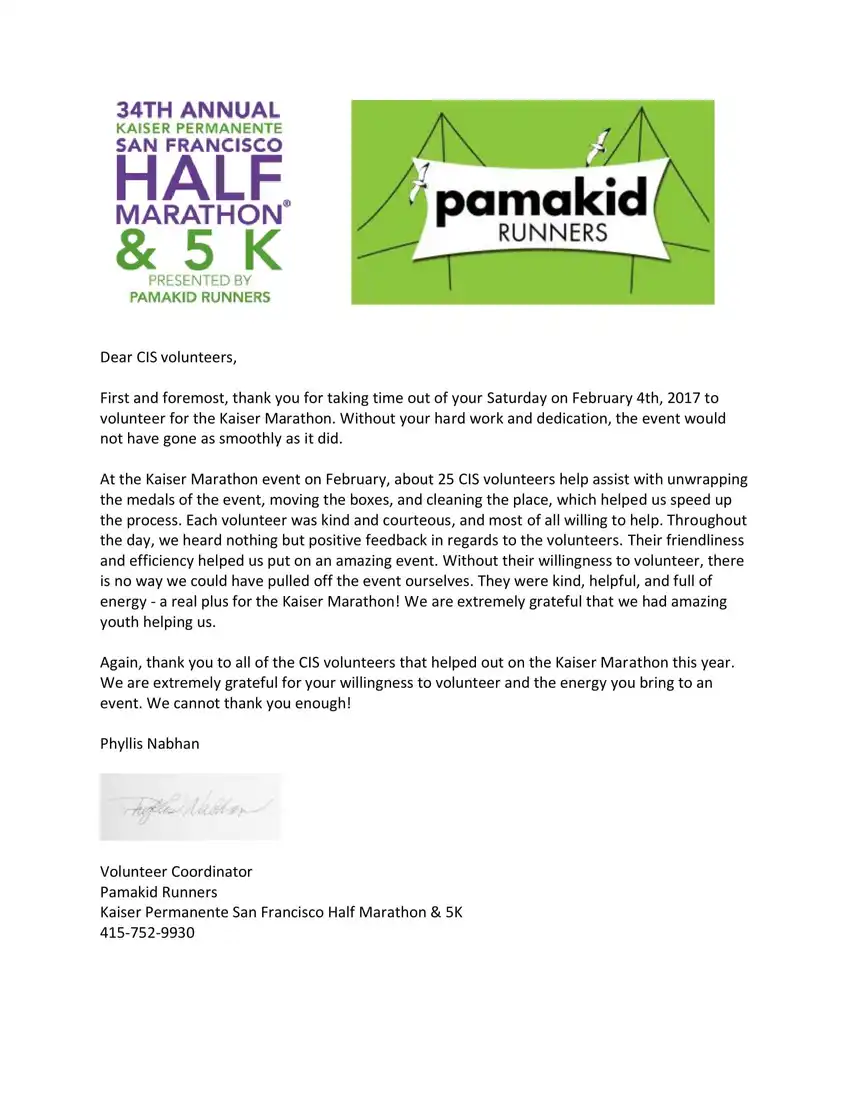 34TH ANNUAL
KAISER PERMANENTE
SAN FRANCISCO
HALF
MARATHON®
& 5 K
PRESENTED BY
PAMAKID RUNNERS
pamakid
RUNNERS
Dear CIS volunteers,
First and foremost, thank you for taking time out of your Saturday on February 4th, 2017 to
volunteer for the Kaiser Marathon. Without your hard work and dedication, the event would
not have gone as smoothly as it did.
At the Kaiser Marathon event on February, about 25 CIS volunteers help assist with unwrapping
the medals of the event, moving the boxes, and cleaning the place, which helped us speed up
the process. Each volunteer was kind and courteous, and most of all willing to help. Throughout
the day, we heard nothing but positive feedback in regards to the volunteers. Their friendliness
and efficiency helped us put on an amazing event. Without their willingness to volunteer, there
is no way we could have pulled off the event ourselves. They were kind, helpful, and full of
energy - a real plus for the Kaiser Marathon! We are extremely grateful that we had amazing
youth helping us.
Again, thank you to all of the CIS volunteers that helped out on the Kaiser Marathon this year.
We are extremely grateful for your willingness to volunteer and the energy you bring to an
event. We cannot thank you enough!
Phyllis Nabhan
Phyllis Nabhan
Volunteer Coordinator
Pamakid Runners
Kaiser Permanente San Francisco Half Marathon & 5K
415-752-9930